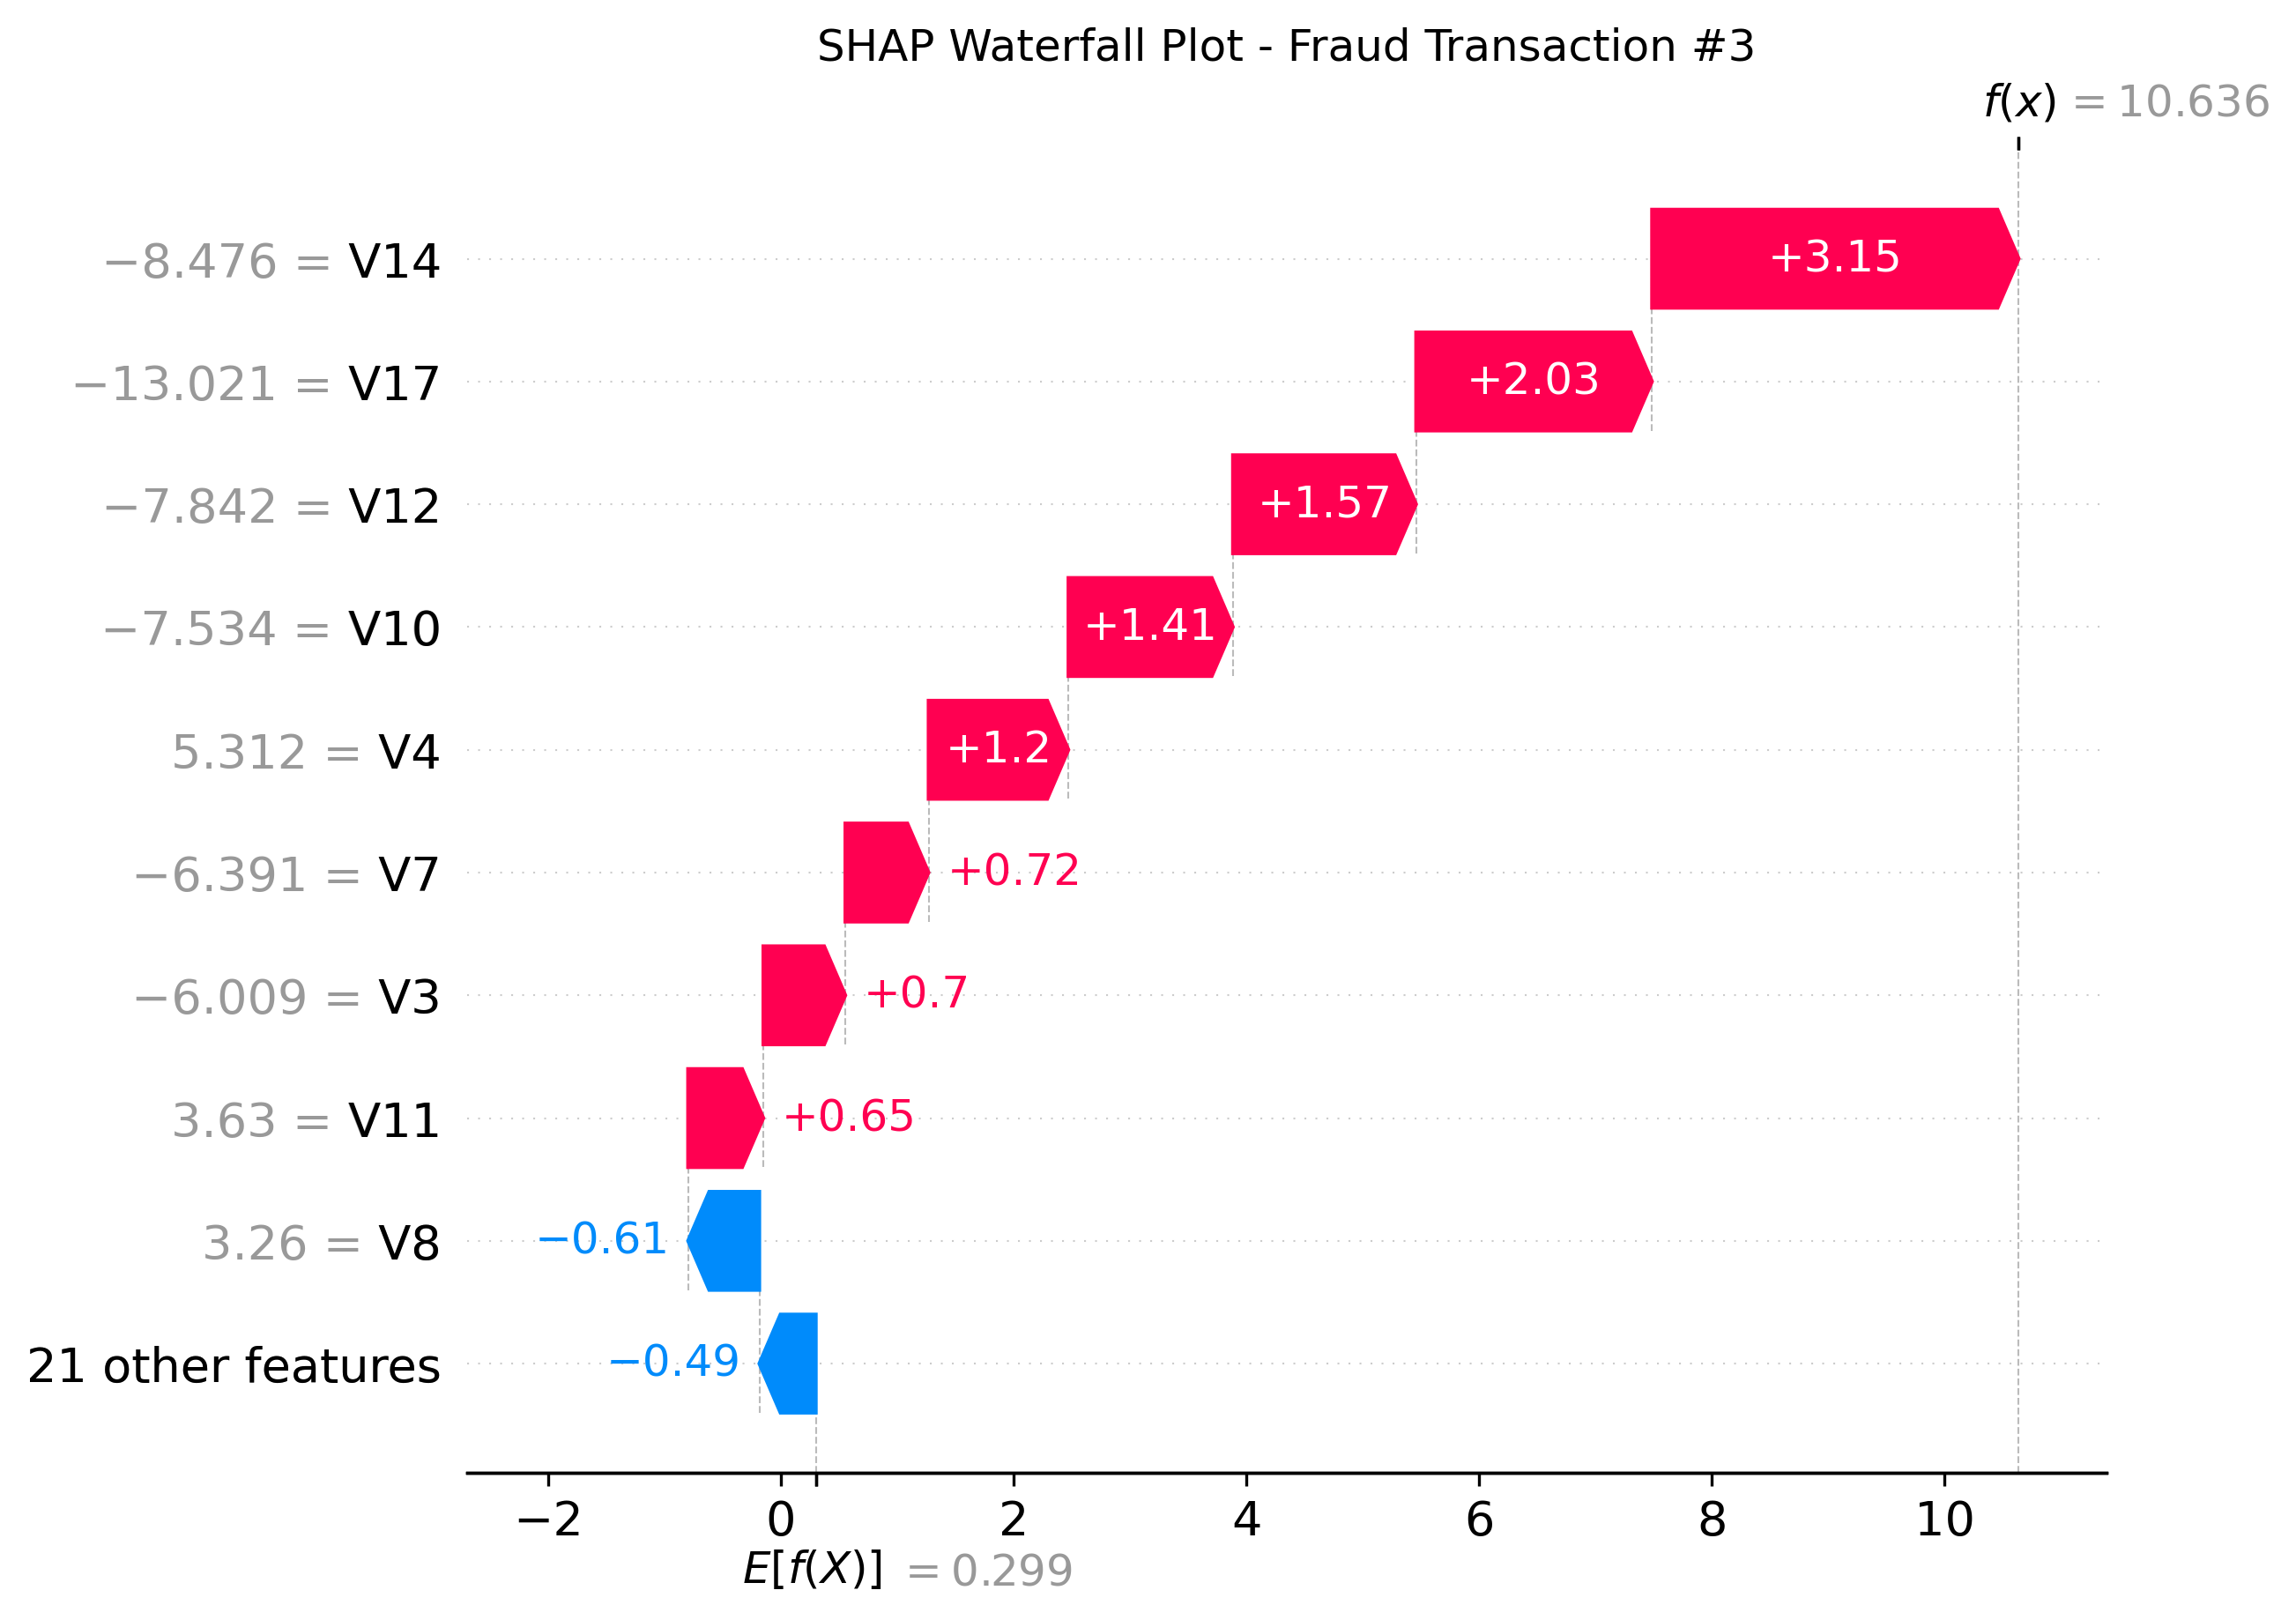 SHAP Waterfall Plot - Fraud Transaction #3
f(x) = 10.636
−8.476 = V14
+3.15
−13.021 = V17
+2.03
−7.842 = V12
+1.57
−7.534 = V10
+1.41
5.312 = V4
+1.2
−6.391 = V7
+0.72
−6.009 = V3
+0.7
3.63 = V11
+0.65
3.26 = V8
−0.61
21 other features
−0.49
−2 0 2 4 6 8 10
E[f(X)] = 0.299